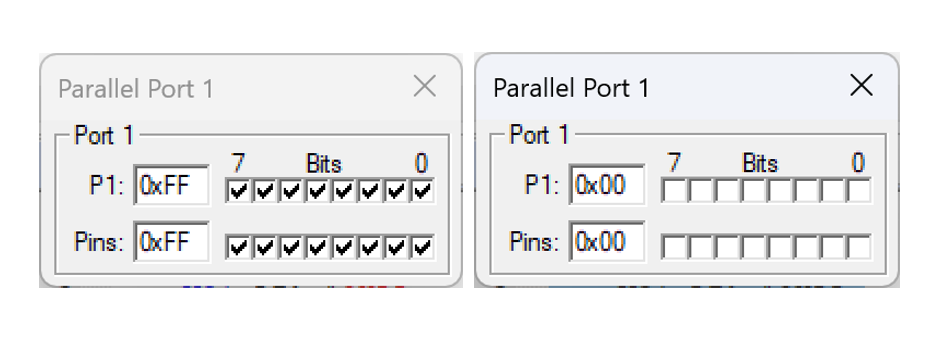 Parallel Port 1
Port 1
7 Bits 0
P1: 0xFF
Pins: 0xFF
Parallel Port 1
Port 1
7 Bits 0
P1: 0x00
Pins: 0x00